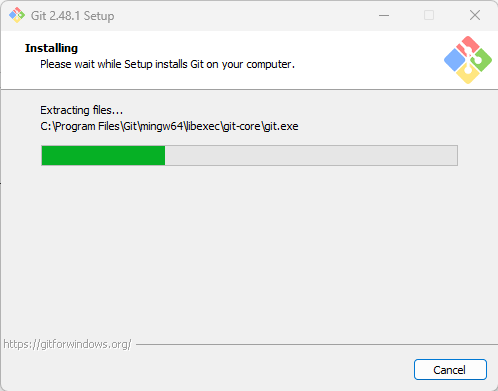 Git 2.48.1 Setup
Installing
Please wait while Setup installs Git on your computer.
Extracting files...
C:\Program Files\Git\mingw64\libexec\git-core\git.exe
https://gitforwindows.org/
Cancel